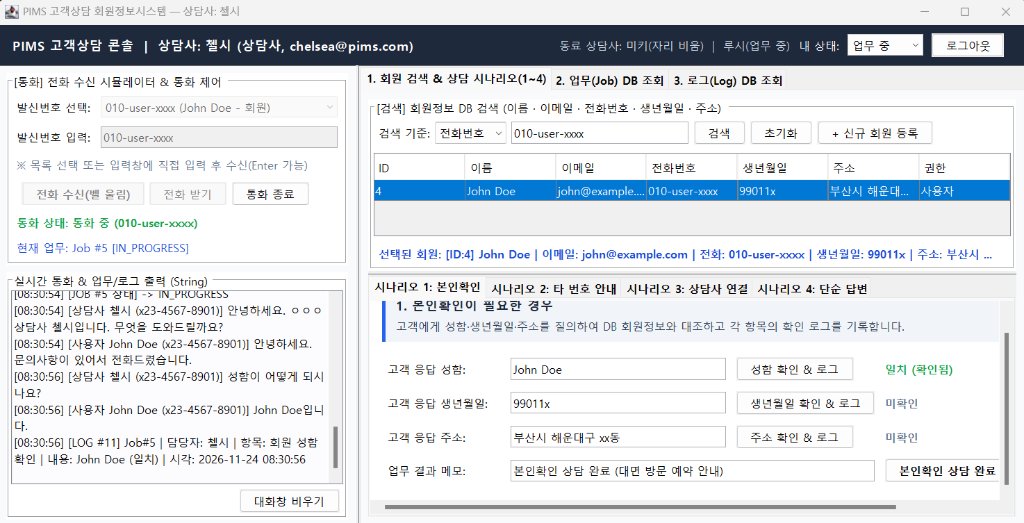 PIMS 고객상담 회원정보시스템 — 상담사: 첼시
PIMS 고객상담 콘솔 | 상담사: 첼시 (상담사, chelsea@pims.com)
동료 상담사: 미키(자리 비움) | 루시(업무 중) 내 상태: 업무 중 로그아웃
[통화] 전화 수신 시뮬레이터 & 통화 제어
발신번호 선택: 010-user-xxxx (John Doe - 회원)
발신번호 입력: 010-user-xxxx
※ 목록 선택 또는 입력창에 직접 입력 후 수신(Enter 가능)
전화 수신(벨 울림) 전화 받기 통화 종료
통화 상태: 통화 중 (010-user-xxxx)
현재 업무: Job #5 [IN_PROGRESS]
실시간 통화 & 업무/로그 출력 (String)
[08:30:54] [JOB #5 상태] -> IN_PROGRESS
[08:30:54] [상담사 첼시 (x23-4567-8901)] 안녕하세요. ㅇㅇㅇ
상담사 첼시입니다. 무엇을 도와드릴까요?
[08:30:54] [사용자 John Doe (x23-4567-8901)] 안녕하세요.
문의사항이 있어서 전화드렸습니다.
[08:30:56] [상담사 첼시 (x23-4567-8901)] 성함이 어떻게 되시
나요?
[08:30:56] [사용자 John Doe (x23-4567-8901)] John Doe입니
다.
[08:30:56] [LOG #11] Job#5 | 담당자: 첼시 | 항목: 회원 성함
확인 | 내용: John Doe (일치) | 시각: 2026-11-24 08:30:56
대화창 비우기
1. 회원 검색 & 상담 시나리오(1~4) 2. 업무(Job) DB 조회 3. 로그(Log) DB 조회
[검색] 회원정보 DB 검색 (이름 · 이메일 · 전화번호 · 생년월일 · 주소)
검색 기준: 전화번호 010-user-xxxx 검색 초기화 + 신규 회원 등록
ID 이름 이메일 전화번호 생년월일 주소 권한
4 John Doe john@example.... 010-user-xxxx 99011x 부산시 해운대... 사용자
선택된 회원: [ID:4] John Doe | 이메일: john@example.com | 전화: 010-user-xxxx | 생년월일: 99011x | 주소: 부산시 ...
시나리오 1: 본인확인 시나리오 2: 타 번호 안내 시나리오 3: 상담사 연결 시나리오 4: 단순 답변
1. 본인확인이 필요한 경우
고객에게 성함·생년월일·주소를 질의하여 DB 회원정보와 대조하고 각 항목의 확인 로그를 기록합니다.
고객 응답 성함: John Doe 성함 확인 & 로그 일치 (확인됨)
고객 응답 생년월일: 99011x 생년월일 확인 & 로그 미확인
고객 응답 주소: 부산시 해운대구 xx동 주소 확인 & 로그 미확인
업무 결과 메모: 본인확인 상담 완료 (대면 방문 예약 안내) 본인확인 상담 완료